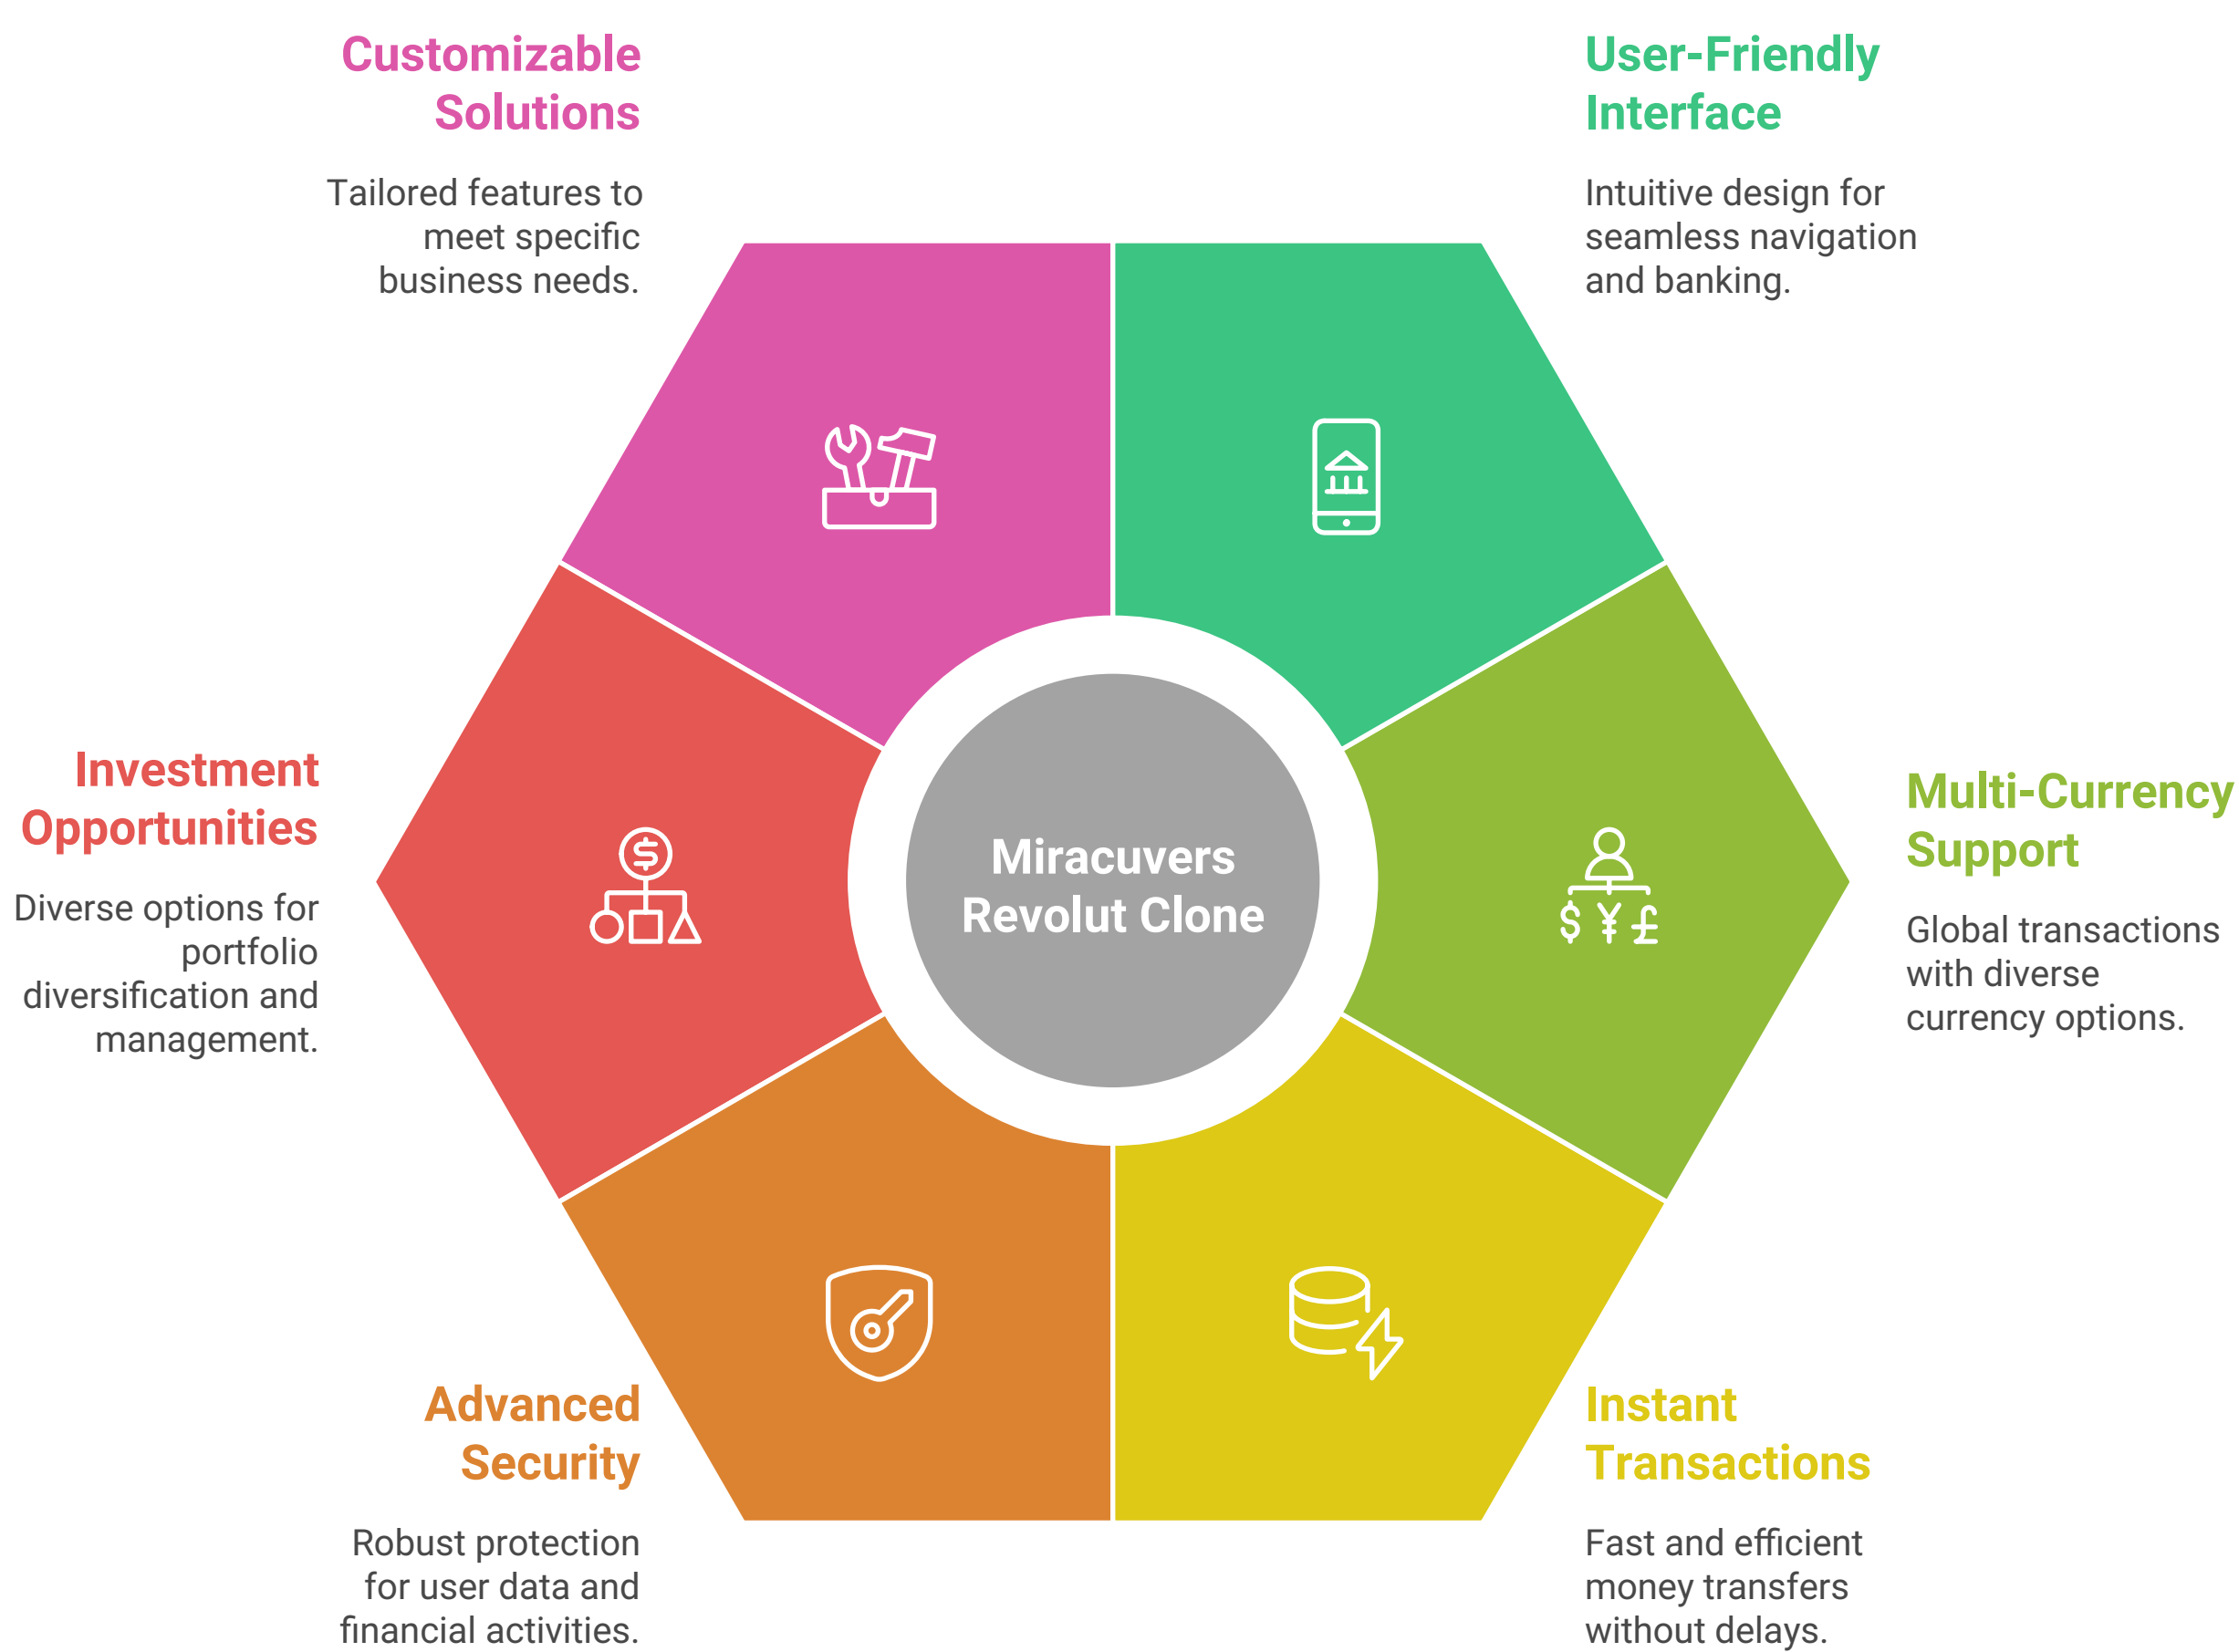 Customizable
Solutions
Tailored features to
meet specific
business needs.
User-Friendly
Interface
Intuitive design for
seamless navigation
and banking.
Investment
Opportunities
Diverse options for
portfolio
diversification and
management.
Miracuvers
Revolut Clone
Multi-Currency
Support
Global transactions
with diverse
currency options.
$ ¥ £
Advanced
Security
Robust protection
for user data and
financial activities.
Instant
Transactions
Fast and efficient
money transfers
without delays.